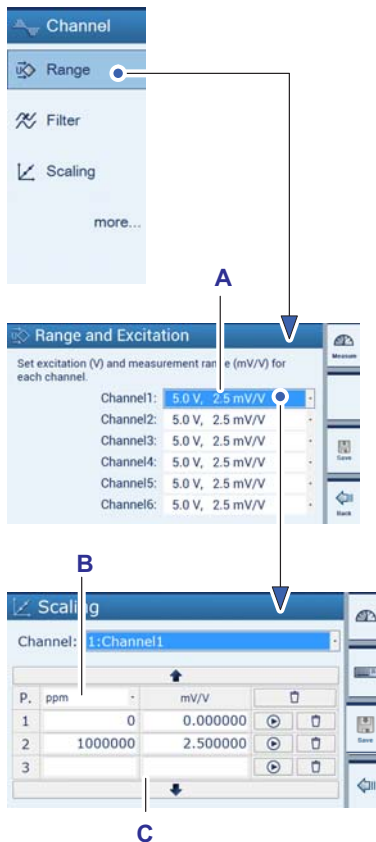 Channel
Range
Filter
Scaling
more...
A
Range and Excitation
Measure
Set excitation (V) and measurement range (mV/V) for
each channel.
Channel1: 5.0 V, 2.5 mV/V
Channel2: 5.0 V, 2.5 mV/V
Channel3: 5.0 V, 2.5 mV/V
Channel4: 5.0 V, 2.5 mV/V
Save
Channel5: 5.0 V, 2.5 mV/V
Channel6: 5.0 V, 2.5 mV/V
Back
B
Scaling
Channel: 1:Channel1
P. ppm mV/V
1 0 0.000000
2 1000000 2.500000
Save
3
C